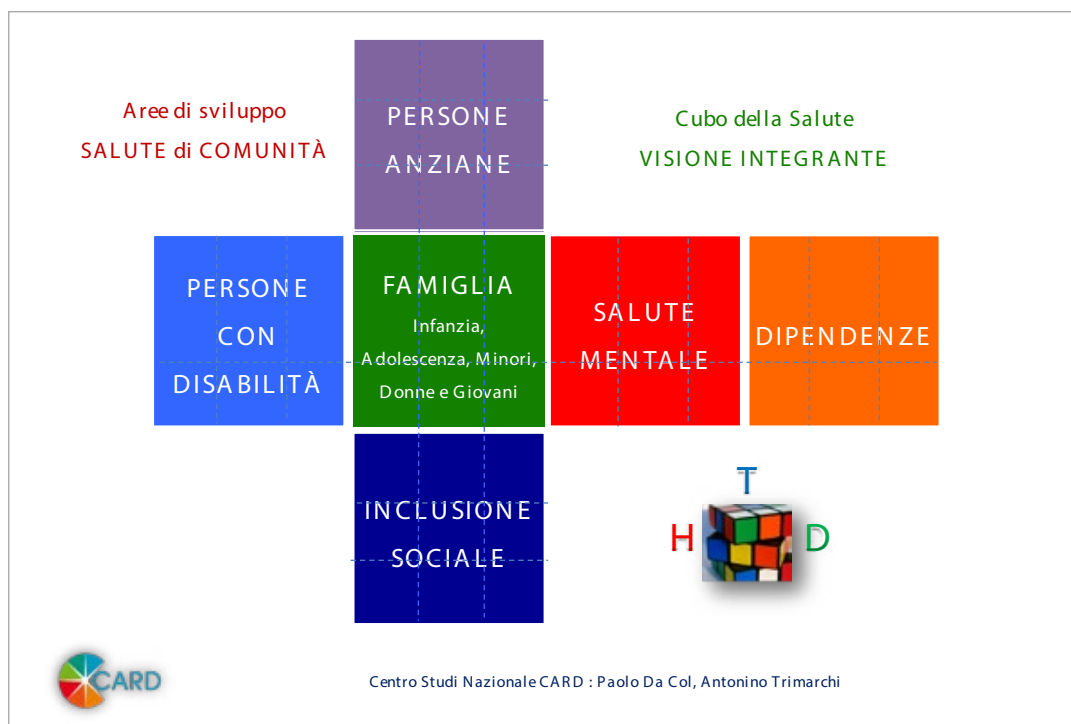 Aree di sviluppo
SALUTE di COMUNITÀ
PERSONE
ANZIANE
Cubo della Salute
VISIONE INTEGRANTE
PERSONE
CON
DISABILITÀ
FAMIGLIA
Infanzia,
Adolescenza, Minori,
Donne e Giovani
SALUTE
MENTALE
DIPENDENZE
INCLUSIONE
SOCIALE
T
H
D
CARD
Centro Studi Nazionale CARD : Paolo Da Col, Antonino Trimarchi